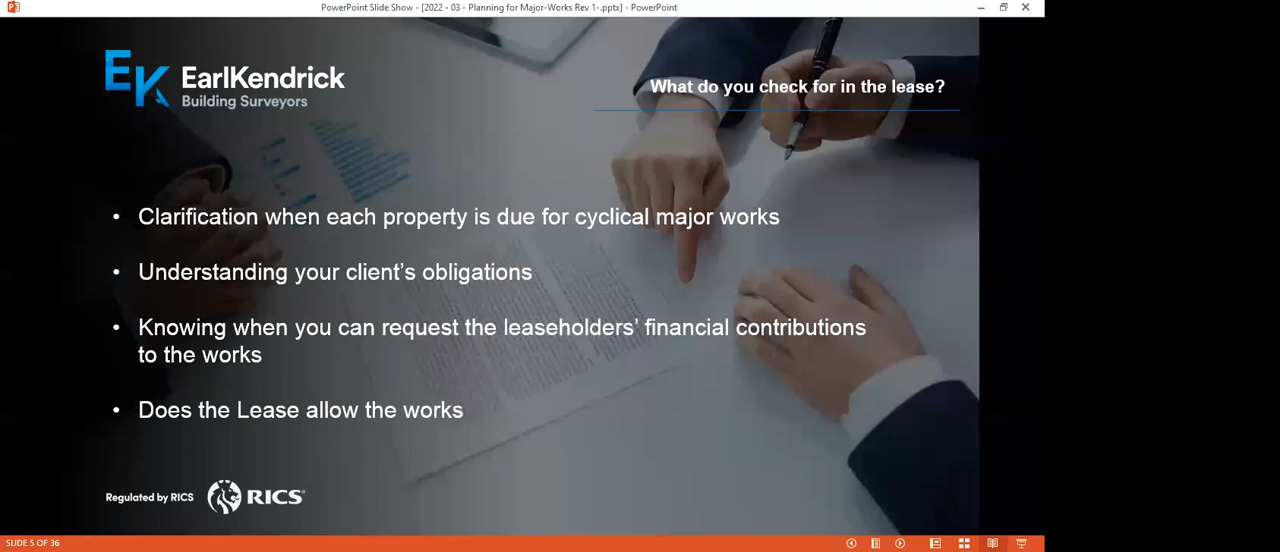 PowerPoint Slide Show - [2022 - 03 - Planning for Major-Works Rev 1-.pptx] - PowerPoint
EK EarlKendrick
Building Surveyors
What do you check for in the lease?
• Clarification when each property is due for cyclical major works
• Understanding your client’s obligations
• Knowing when you can request the leaseholders’ financial contributions
to the works
• Does the Lease allow the works
Regulated by RICS RICS
SLIDE 5 OF 36